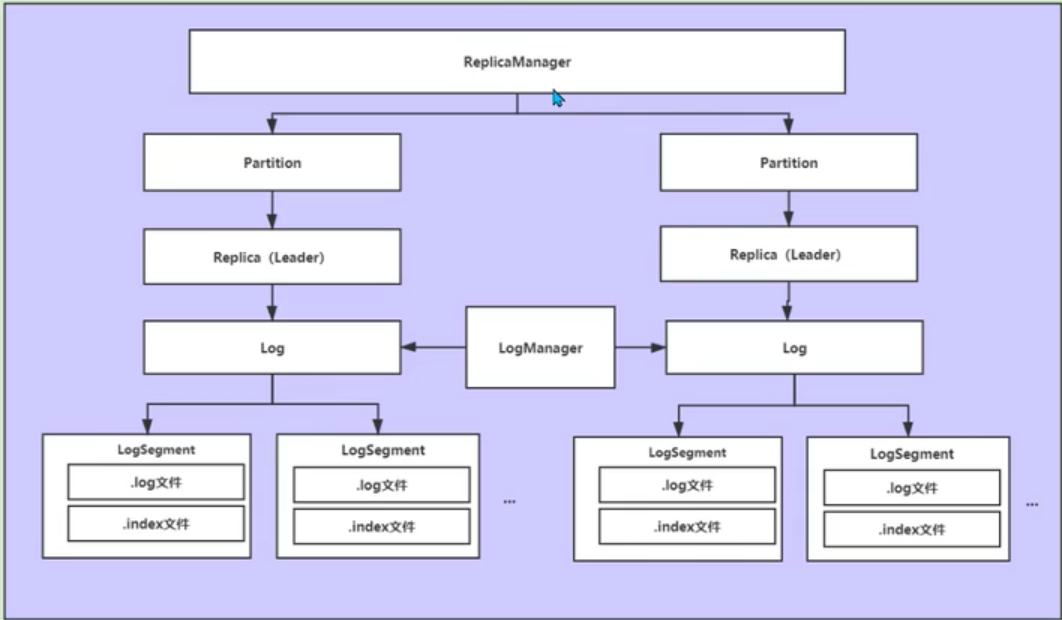 ReplicaManager
Partition
Partition
Replica（Leader）
Replica（Leader）
Log
LogManager
Log
LogSegment
.log文件
.index文件
LogSegment
.log文件
.index文件
...
LogSegment
.log文件
.index文件
LogSegment
.log文件
.index文件
...